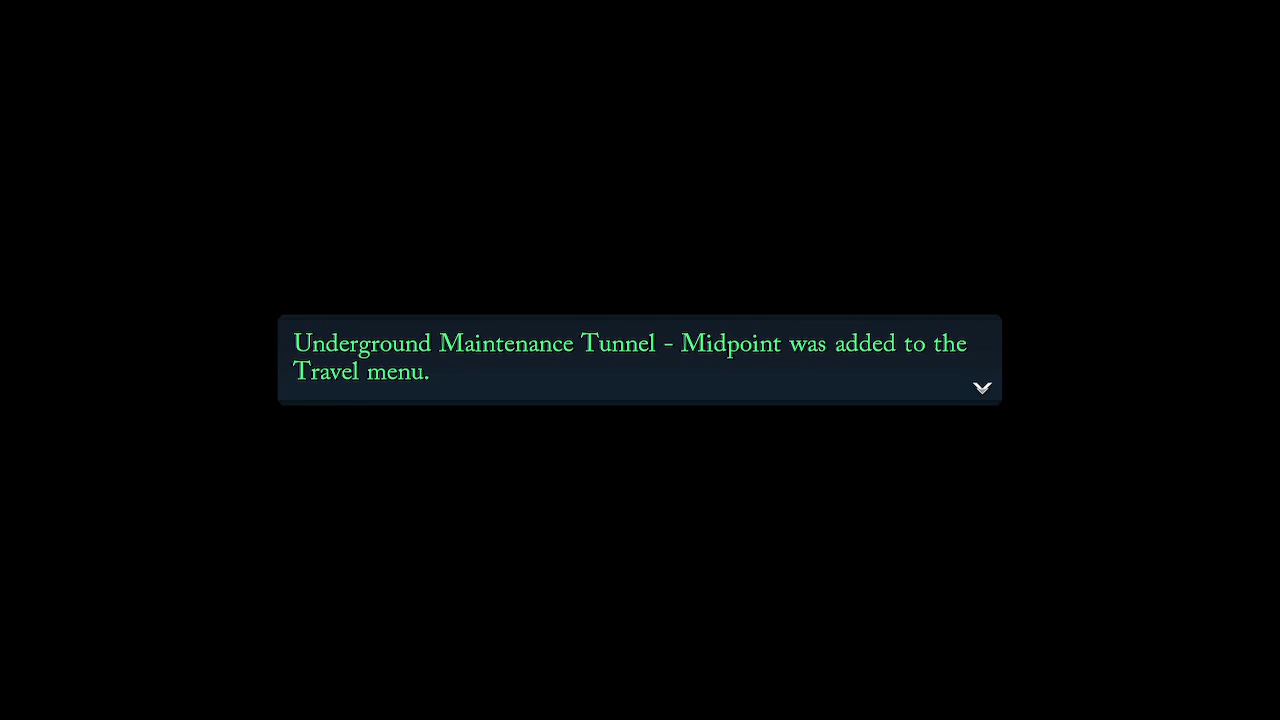 Underground Maintenance Tunnel - Midpoint was added to the
Travel menu.